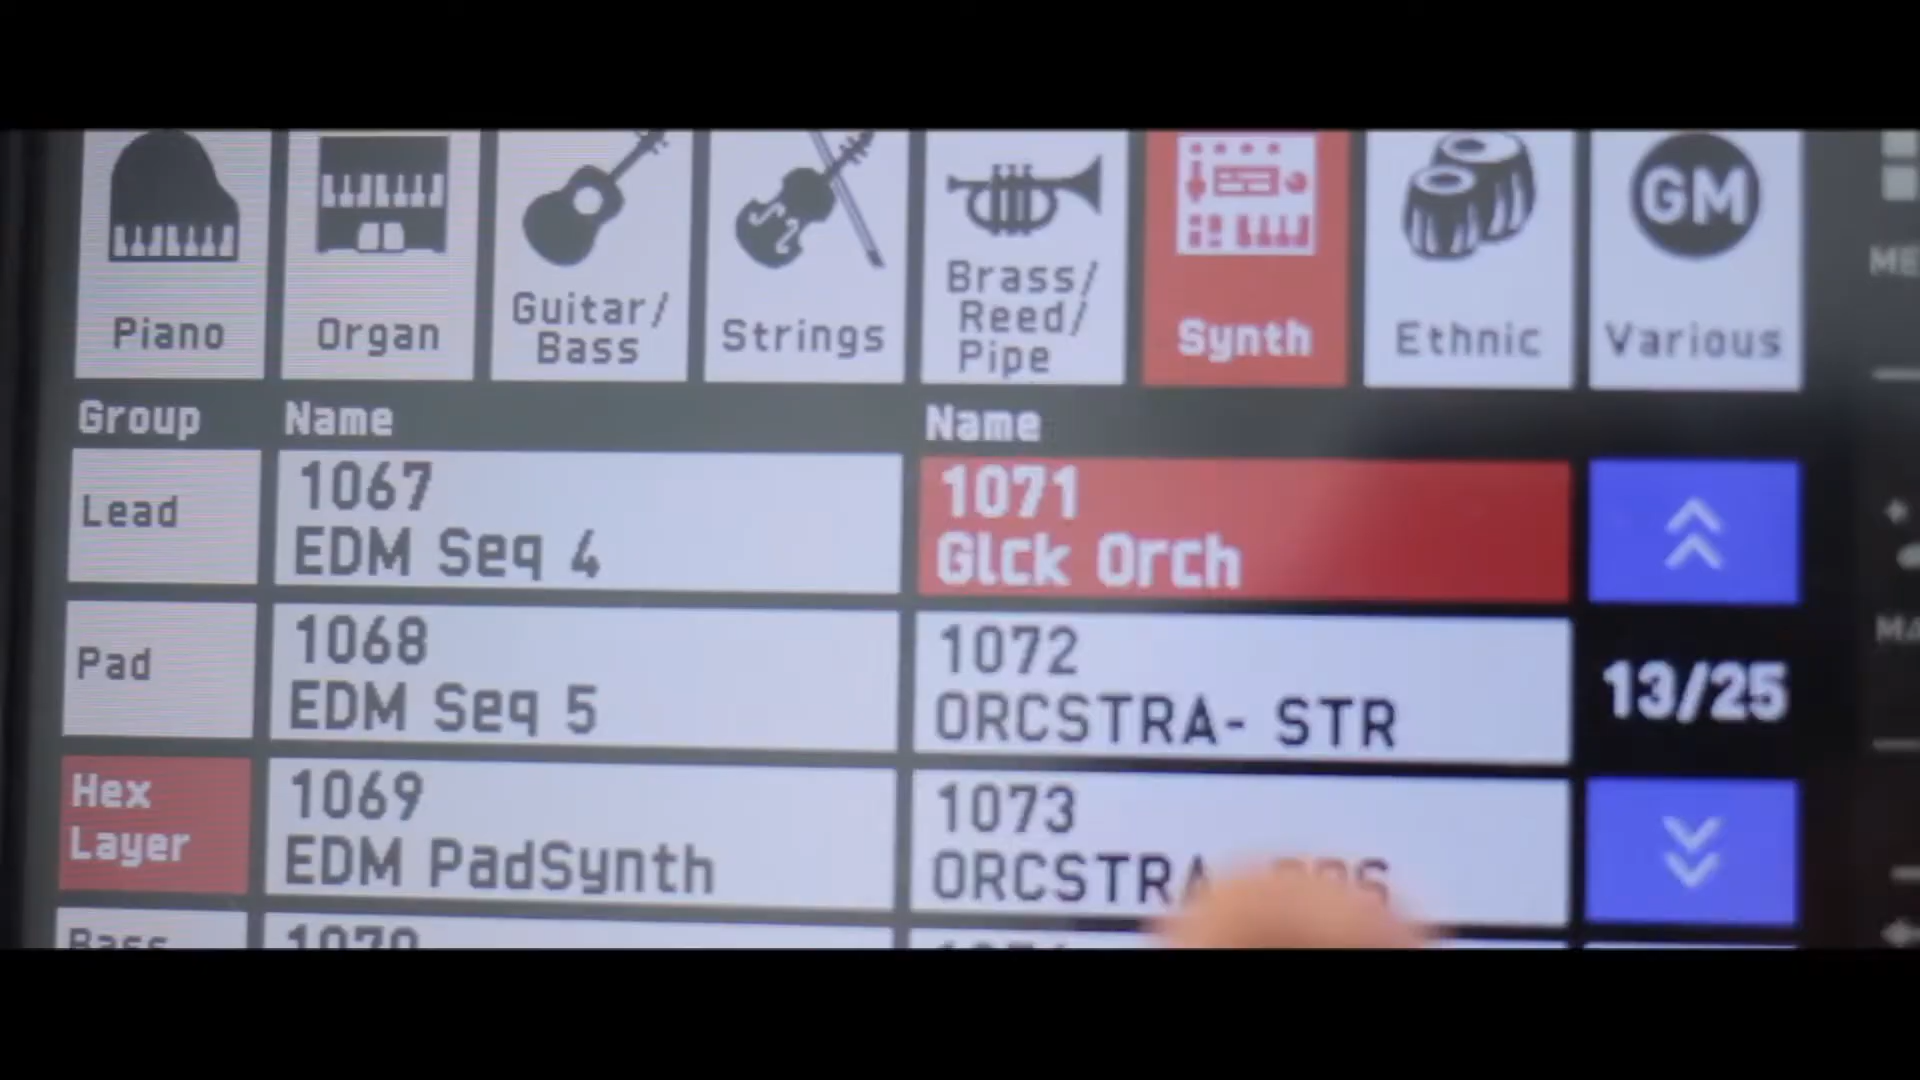 GM
Piano
Organ
Guitar/
Bass
Strings
Brass/
Reed/
Pipe
Synth
Ethnic
Various
Group
Name
Name
Lead
1067
EDM Seq 4
1071
Glck Orch
Pad
1068
EDM Seq 5
1072
ORCSTRA- STR
13/25
Hex
Layer
1069
EDM PadSynth
1073
Bass
1070